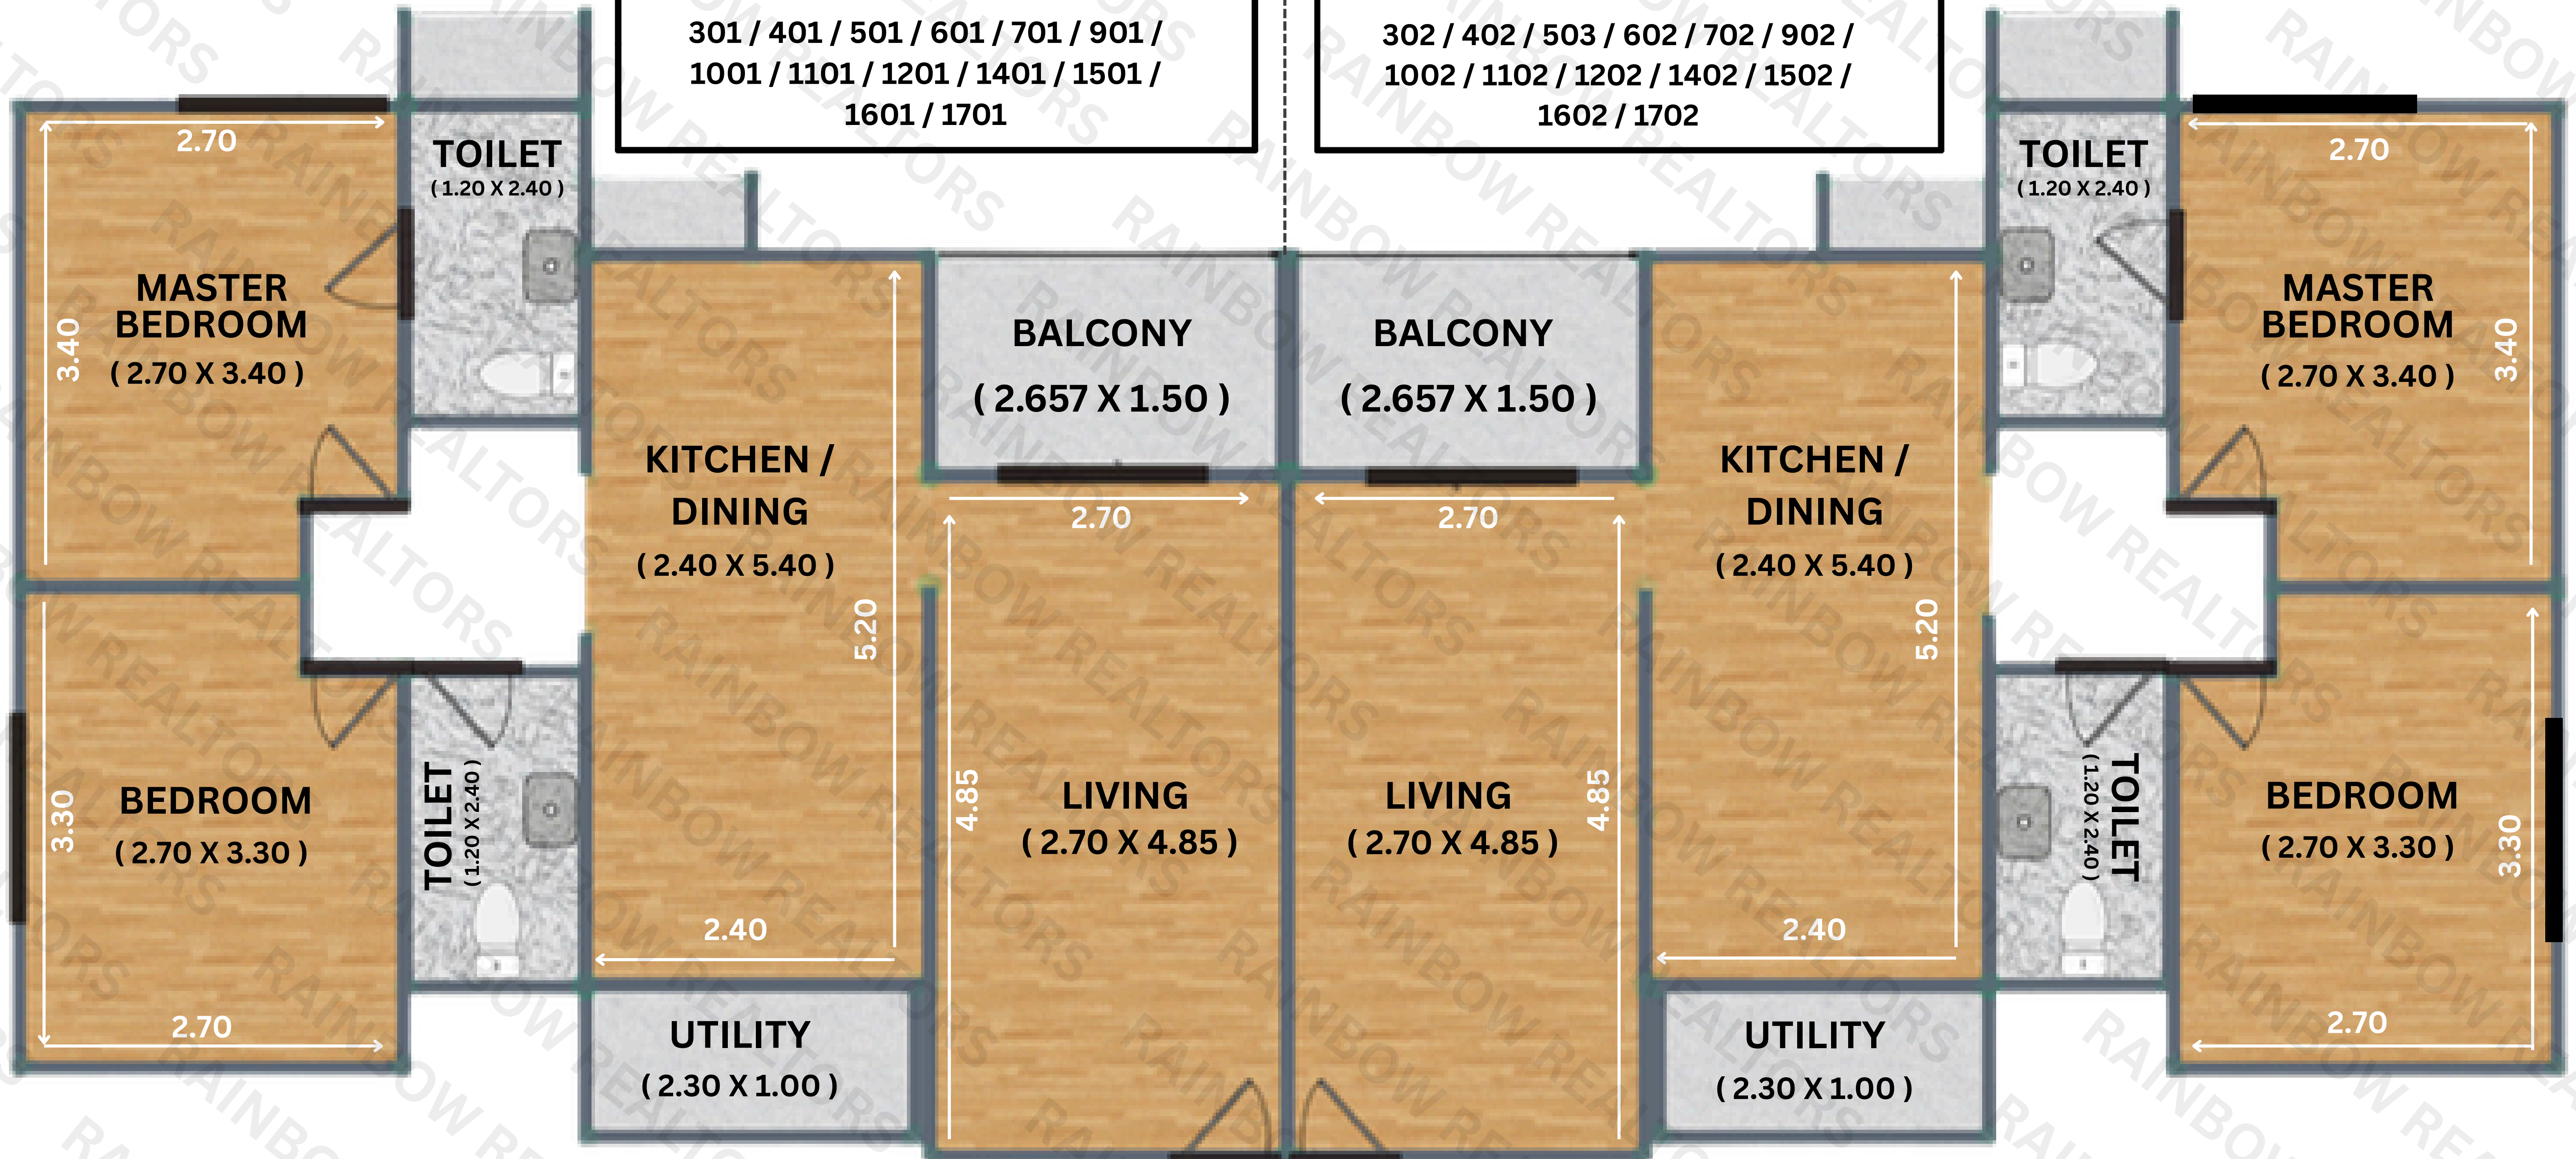 301 / 401 / 501 / 601 / 701 / 901 /
1001 / 1101 / 1201 / 1401 / 1501 /
1601 / 1701
302 / 402 / 503 / 602 / 702 / 902 /
1002 / 1102 / 1202 / 1402 / 1502 /
1602 / 1702
2.70
3.40
MASTER
BEDROOM
( 2.70 X 3.40 )
TOILET
( 1.20 X 2.40 )
KITCHEN /
DINING
( 2.40 X 5.40 )
5.20
2.40
BALCONY
( 2.657 X 1.50 )
BALCONY
( 2.657 X 1.50 )
KITCHEN /
DINING
( 2.40 X 5.40 )
5.20
2.40
TOILET
( 1.20 X 2.40 )
2.70
MASTER
BEDROOM
( 2.70 X 3.40 )
3.40
3.30
BEDROOM
( 2.70 X 3.30 )
2.70
TOILET
( 1.20 X 2.40 )
UTILITY
( 2.30 X 1.00 )
2.70
4.85
LIVING
( 2.70 X 4.85 )
2.70
4.85
LIVING
( 2.70 X 4.85 )
UTILITY
( 2.30 X 1.00 )
TOILET
( 1.20 X 2.40 )
BEDROOM
( 2.70 X 3.30 )
3.30
2.70
RAINBOW REALTORS